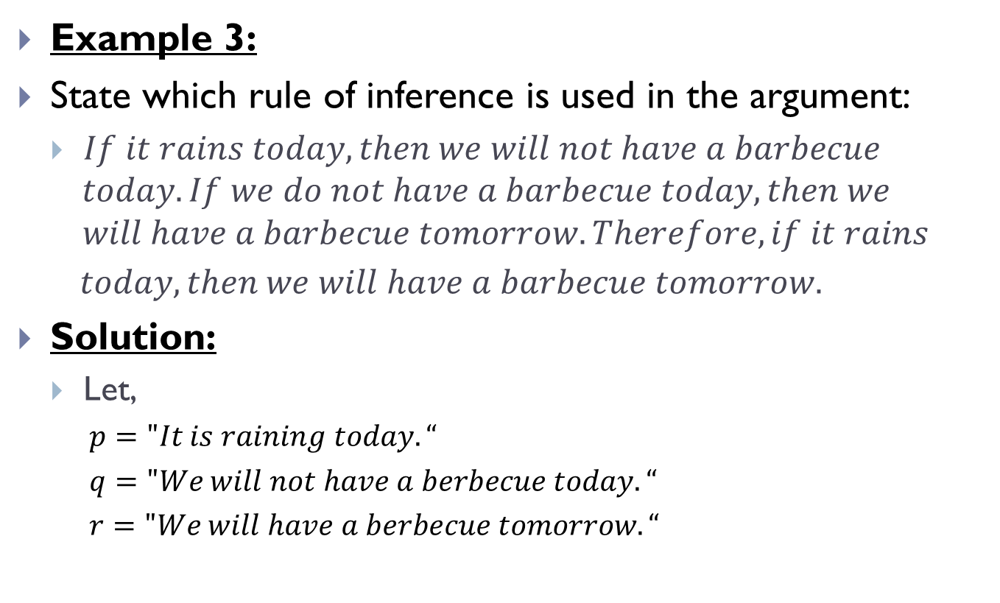 Example 3:
State which rule of inference is used in the argument:
If it rains today, then we will not have a barbecue
today. If we do not have a barbecue today, then we
will have a barbecue tomorrow. Therefore, if it rains
today, then we will have a barbecue tomorrow.
Solution:
Let,
p = "It is raining today.“
q = "We will not have a berbecue today.“
r = "We will have a berbecue tomorrow.“